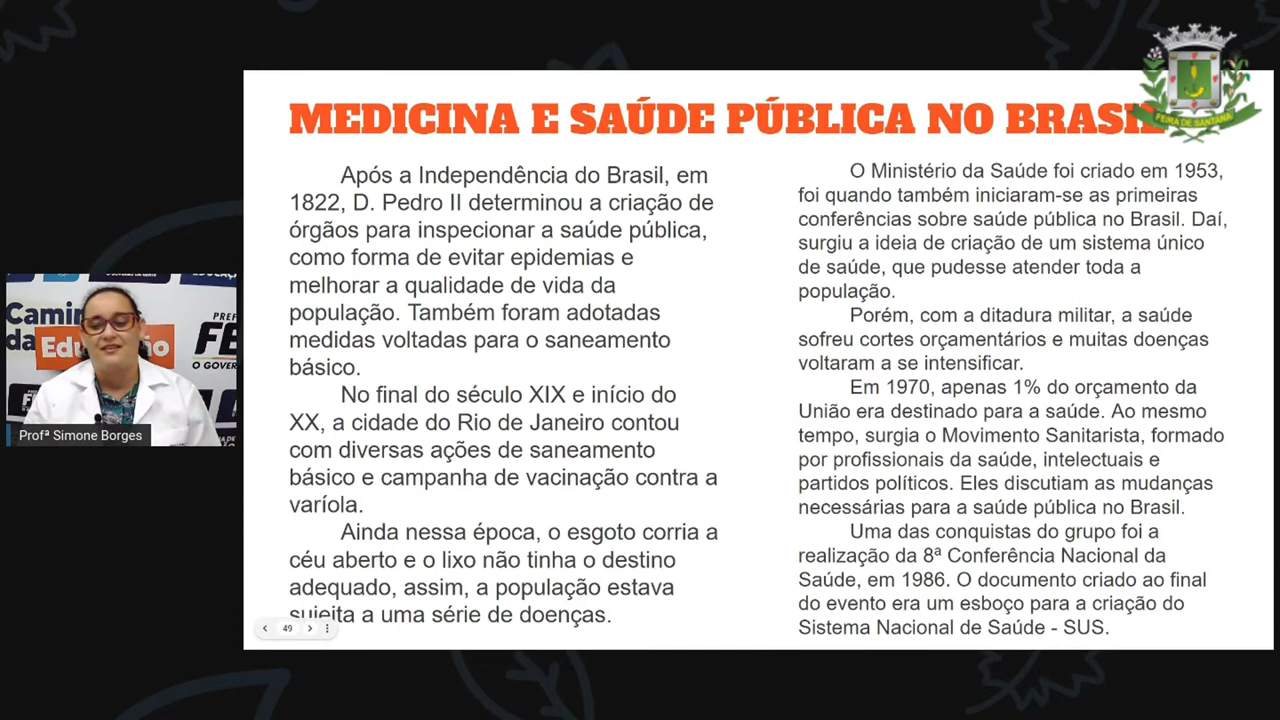 FEIRA DE SANTANA
MEDICINA E SAÚDE PÚBLICA NO BRASIL
Após a Independência do Brasil, em
1822, D. Pedro II determinou a criação de
órgãos para inspecionar a saúde pública,
como forma de evitar epidemias e
melhorar a qualidade de vida da
população. Também foram adotadas
medidas voltadas para o saneamento
básico.
No final do século XIX e início do
XX, a cidade do Rio de Janeiro contou
com diversas ações de saneamento
básico e campanha de vacinação contra a
varíola.
Ainda nessa época, o esgoto corria a
céu aberto e o lixo não tinha o destino
adequado, assim, a população estava
sujeita a uma série de doenças.
O Ministério da Saúde foi criado em 1953,
foi quando também iniciaram-se as primeiras
conferências sobre saúde pública no Brasil. Daí,
surgiu a ideia de criação de um sistema único
de saúde, que pudesse atender toda a
população.
Porém, com a ditadura militar, a saúde
sofreu cortes orçamentários e muitas doenças
voltaram a se intensificar.
Em 1970, apenas 1% do orçamento da
União era destinado para a saúde. Ao mesmo
tempo, surgia o Movimento Sanitarista, formado
por profissionais da saúde, intelectuais e
partidos políticos. Eles discutiam as mudanças
necessárias para a saúde pública no Brasil.
Uma das conquistas do grupo foi a
realização da 8ª Conferência Nacional da
Saúde, em 1986. O documento criado ao final
do evento era um esboço para a criação do
Sistema Nacional de Saúde - SUS.
49
Camin
da
Edu
ão
PREF
FE
O GOVER
Profª Simone Borges